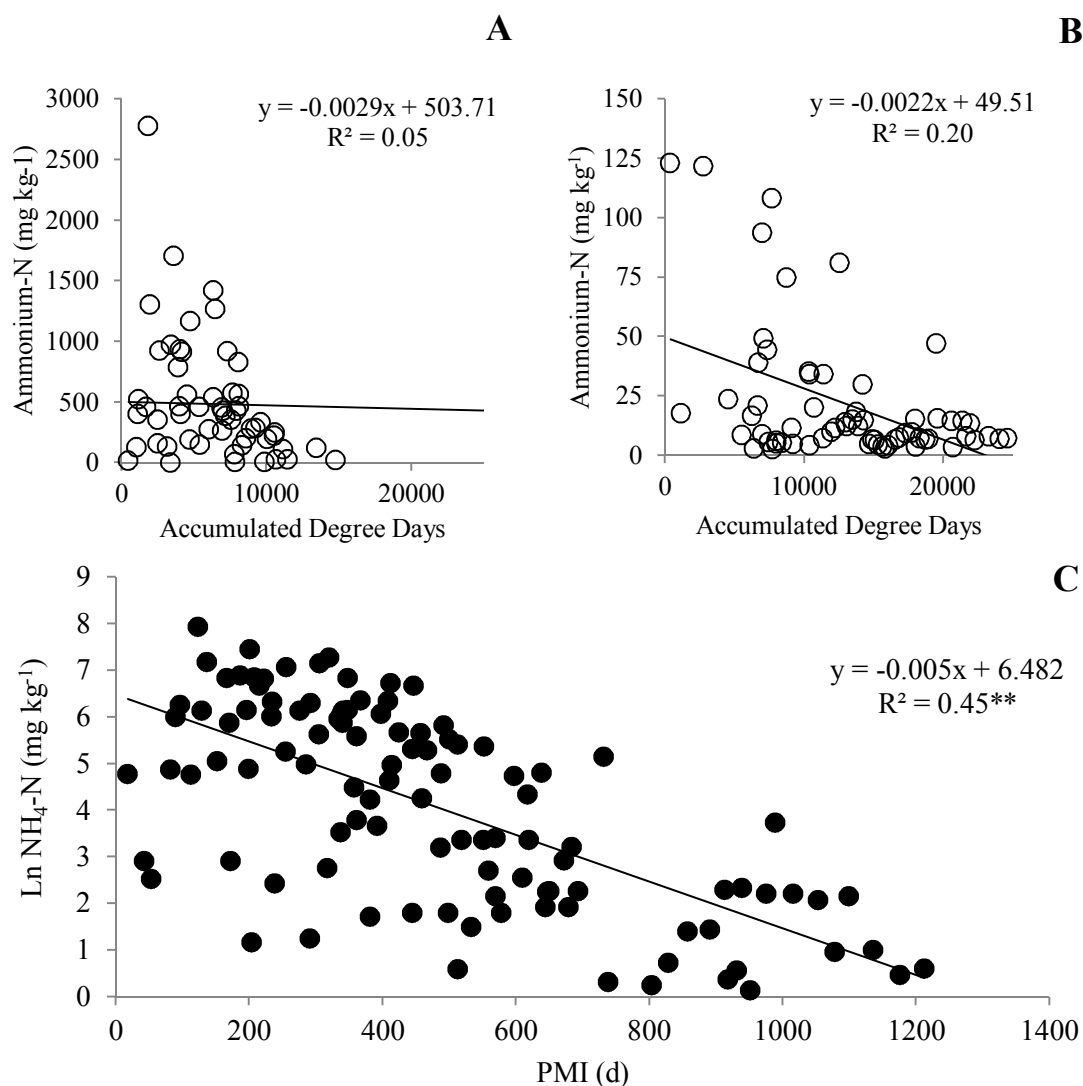 A
y = -0.0029x + 503.71
R² = 0.05
3000
2500
2000
1500
1000
500
0
0 10000 20000
Ammonium-N (mg kg-1)
Accumulated Degree Days
B
y = -0.0022x + 49.51
R² = 0.20
150
125
100
75
50
25
0
0 10000 20000
Ammonium-N (mg kg⁻¹)
Accumulated Degree Days
C
y = -0.005x + 6.482
R² = 0.45**
9
8
7
6
5
4
3
2
1
0
0 200 400 600 800 1000 1200 1400
Ln NH₄-N (mg kg⁻¹)
PMI (d)